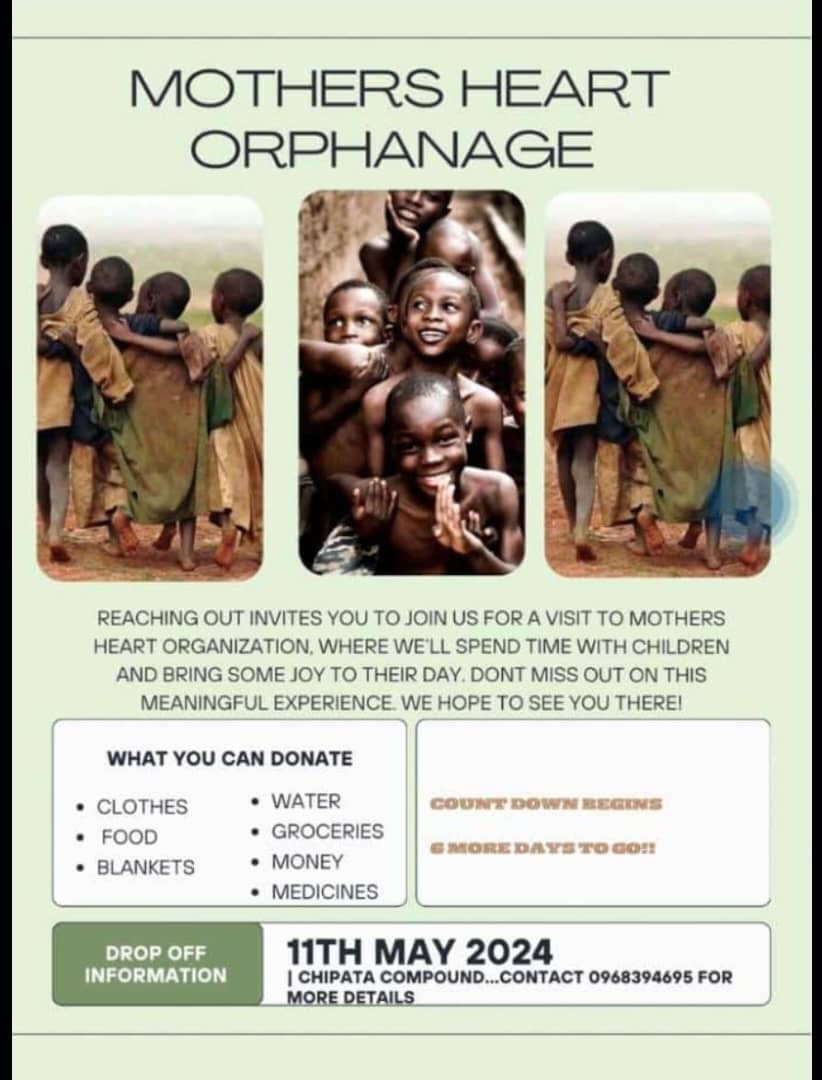 MOTHERS HEART
ORPHANAGE
REACHING OUT INVITES YOU TO JOIN US FOR A VISIT TO MOTHERS
HEART ORGANIZATION, WHERE WE'LL SPEND TIME WITH CHILDREN
AND BRING SOME JOY TO THEIR DAY. DONT MISS OUT ON THIS
MEANINGFUL EXPERIENCE. WE HOPE TO SEE YOU THERE!
WHAT YOU CAN DONATE
• CLOTHES
• FOOD
• BLANKETS
• WATER
• GROCERIES
• MONEY
• MEDICINES
COUNT DOWN BEGINS
6 MORE DAYS TO GO!!
DROP OFF
INFORMATION
11TH MAY 2024
| CHIPATA COMPOUND...CONTACT 0968394695 FOR
MORE DETAILS